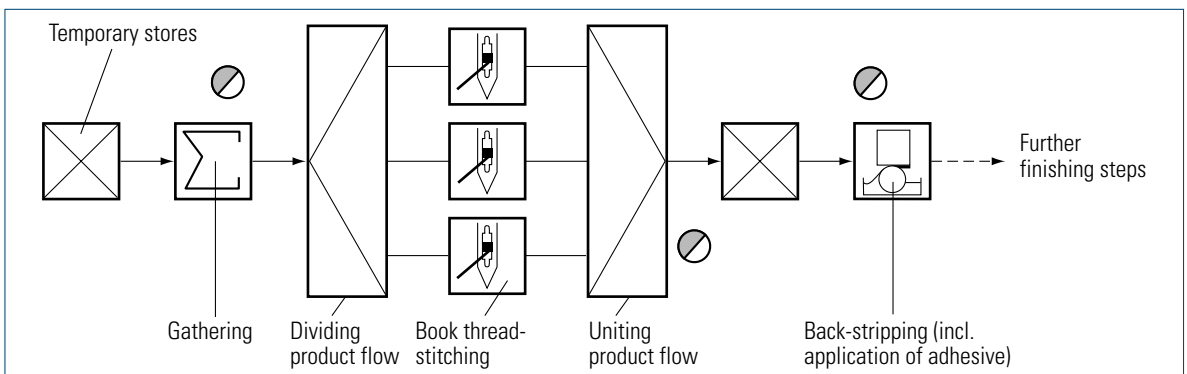 Temporary stores
Further
finishing steps
Gathering
Dividing
product flow
Book thread-
stitching
Uniting
product flow
Back-stripping (incl.
application of adhesive)